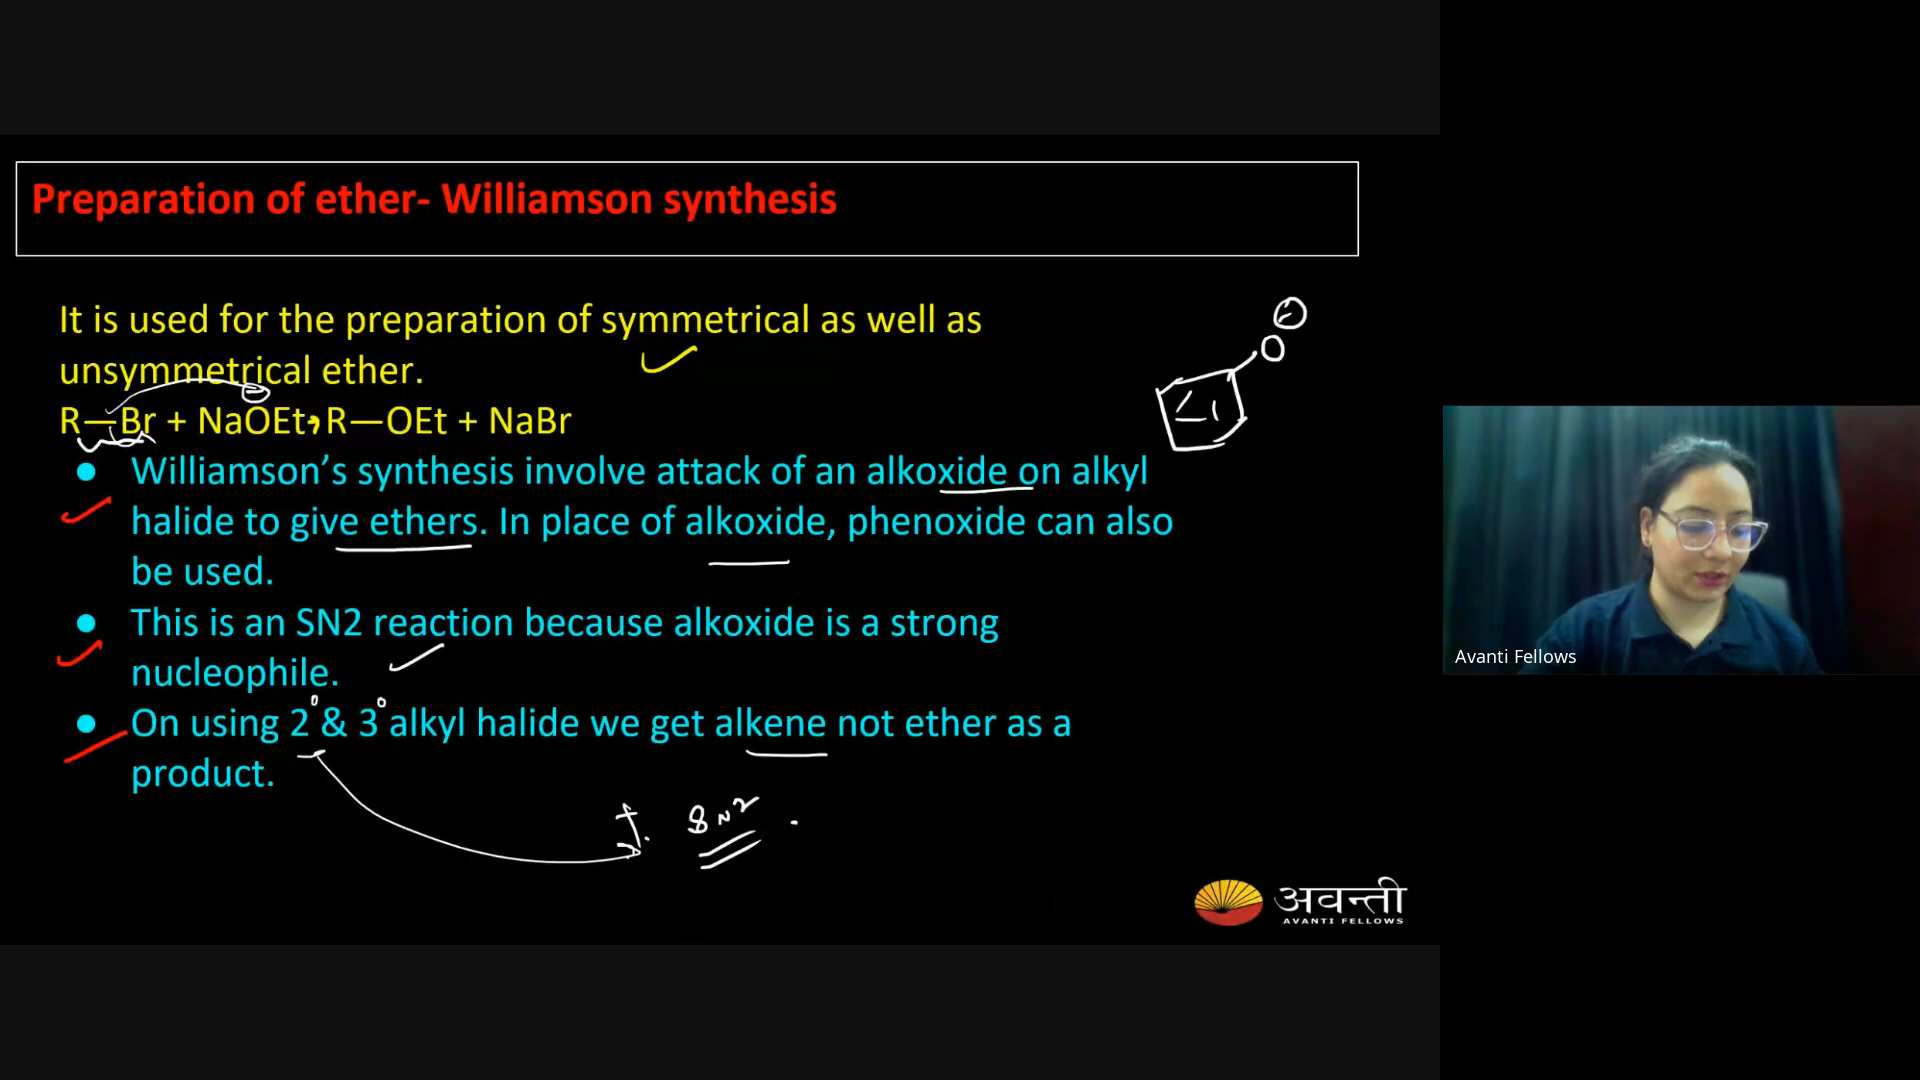 Preparation of ether- Williamson synthesis
It is used for the preparation of symmetrical as well as
unsymmetrical ether.
R—Br + NaOEt→R—OEt + NaBr
● Williamson’s synthesis involve attack of an alkoxide on alkyl
halide to give ethers. In place of alkoxide, phenoxide can also
be used.
● This is an SN2 reaction because alkoxide is a strong
nucleophile.
● On using 2° & 3° alkyl halide we get alkene not ether as a
product.
SN2
O
⊖
अवन्ती
AVANTI FELLOWS
Avanti Fellows